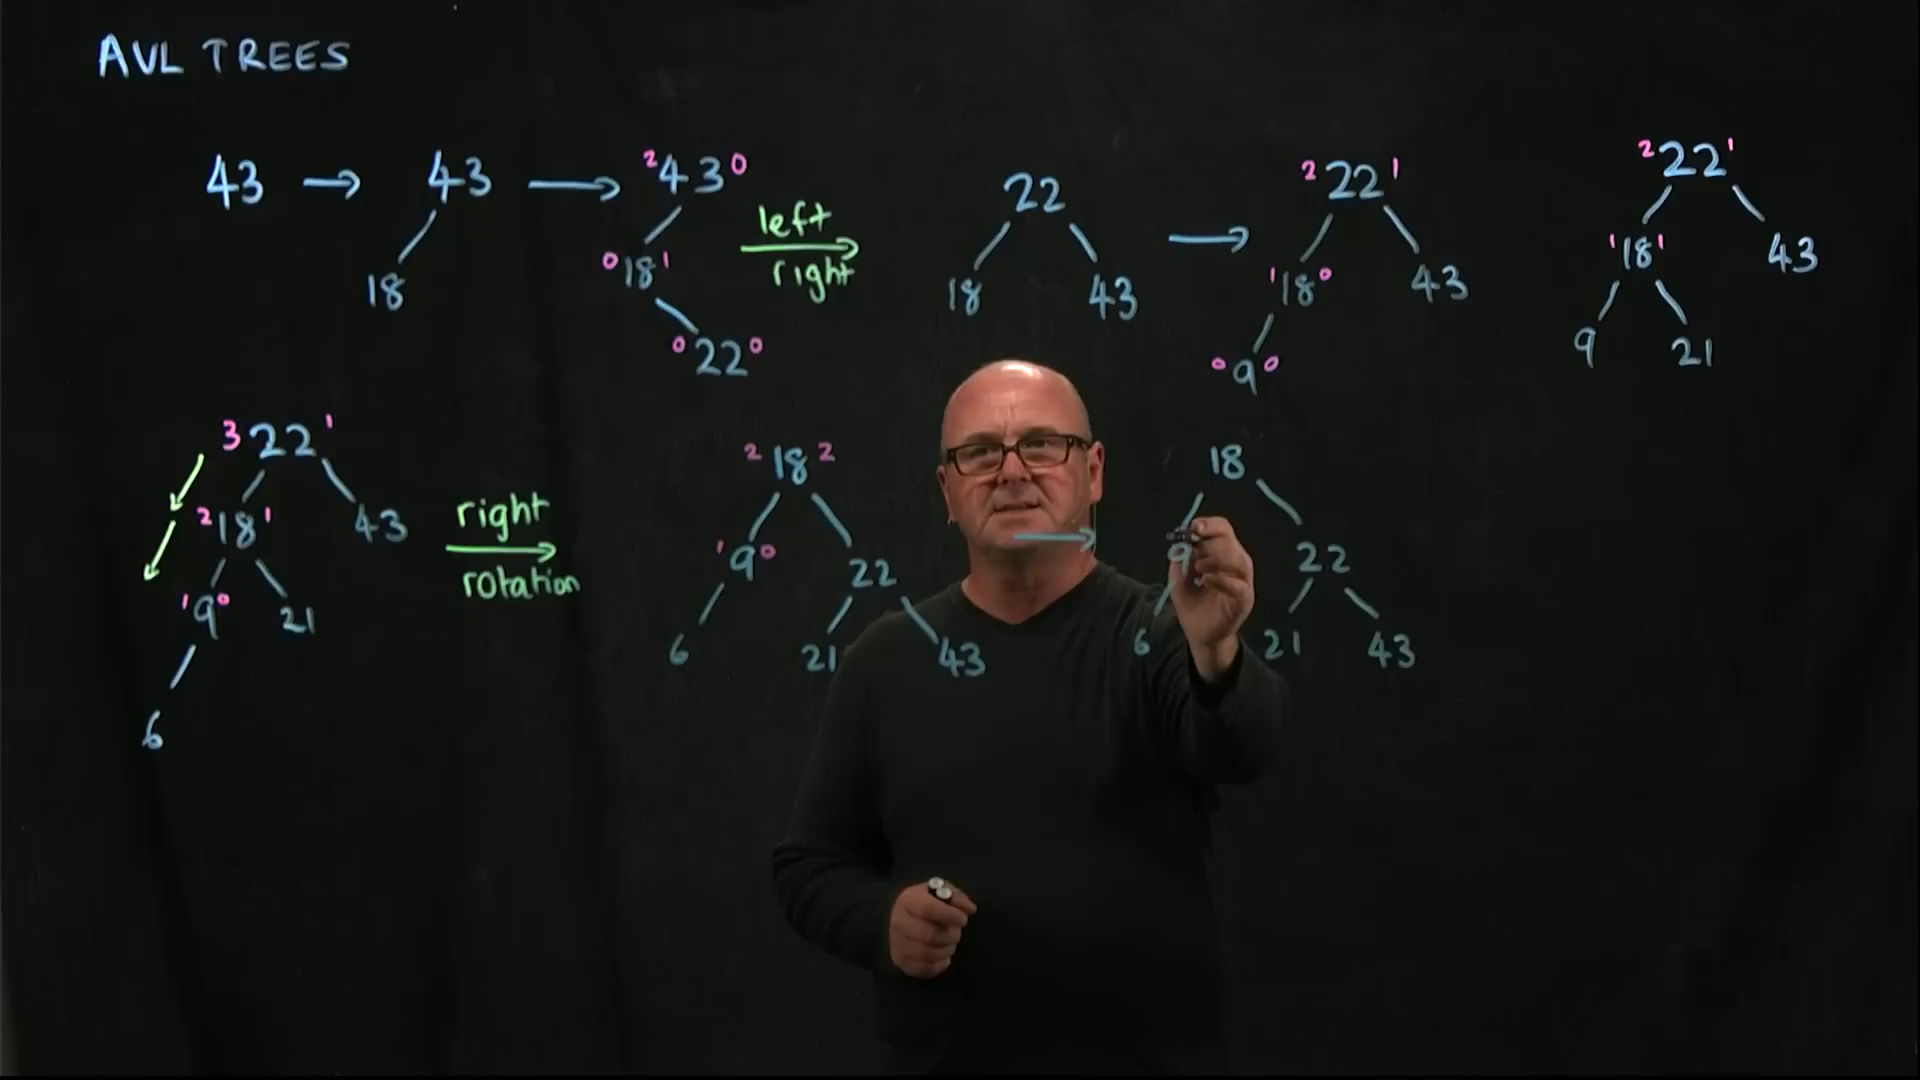 AVL TREES
43 → 43 → 2 43 0 left right 22 → 2 22 1 2 22 1
18 0 18 1 18 43 1 18 0 43 1 18 1 43
0 22 0 0 9 0 9 21
3 22 1 right rotation 2 18 2 → 18
2 18 1 43 1 9 0 22 9 22
1 9 0 21 6 21 43 6 21 43
6